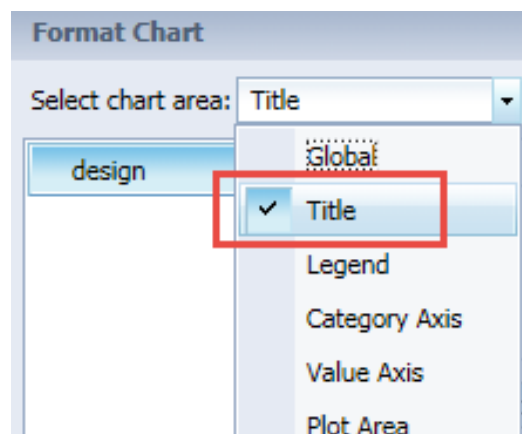 Format Chart
Select chart area: Title
design
Global
Title
Legend
Category Axis
Value Axis
Plot Area